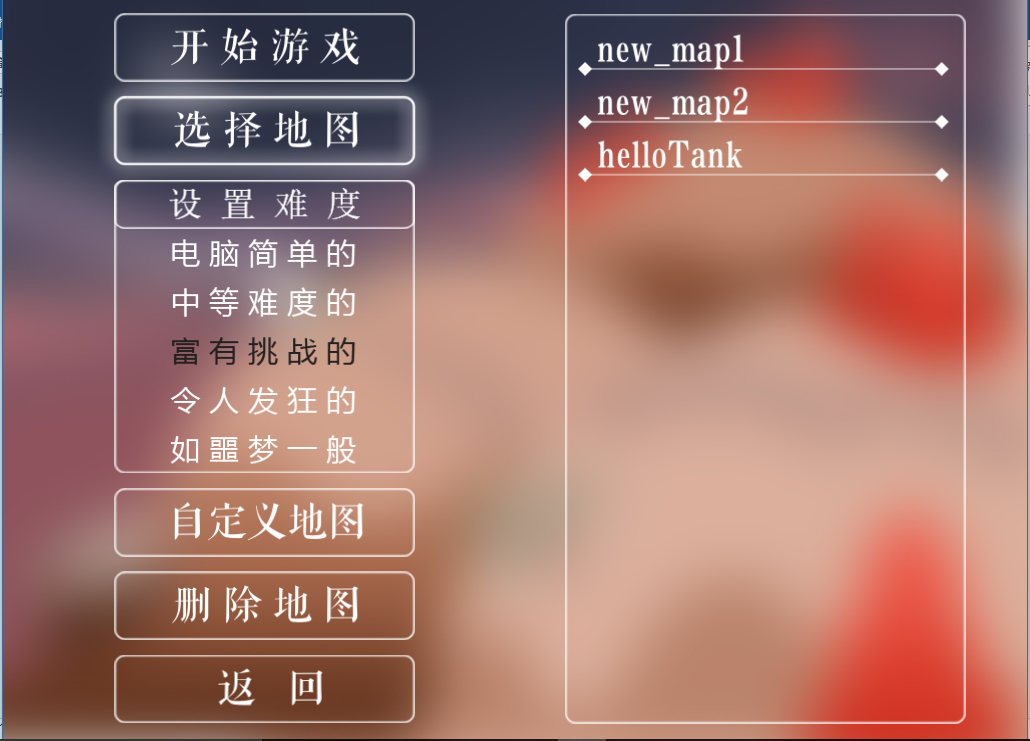 开始游戏
选择地图
设置难度
电脑简单的
中等难度的
富有挑战的
令人发狂的
如噩梦一般
自定义地图
删除地图
返回
new_map1
new_map2
helloTank